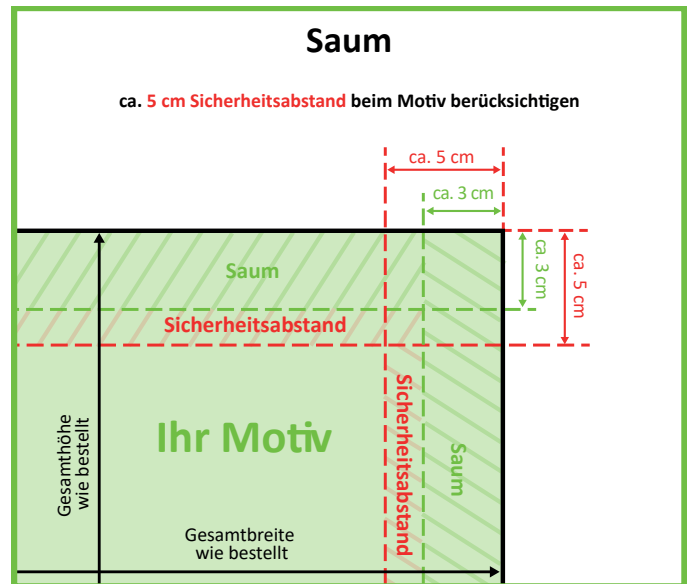 Saum
ca. 5 cm Sicherheitsabstand beim Motiv berücksichtigen
ca. 5 cm
ca. 3 cm
ca. 3 cm
ca. 5 cm
Saum
Sicherheitsabstand
Ihr Motiv
Gesamthöhe
wie bestellt
Sicherheitsabstand
Saum
Gesamtbreite
wie bestellt